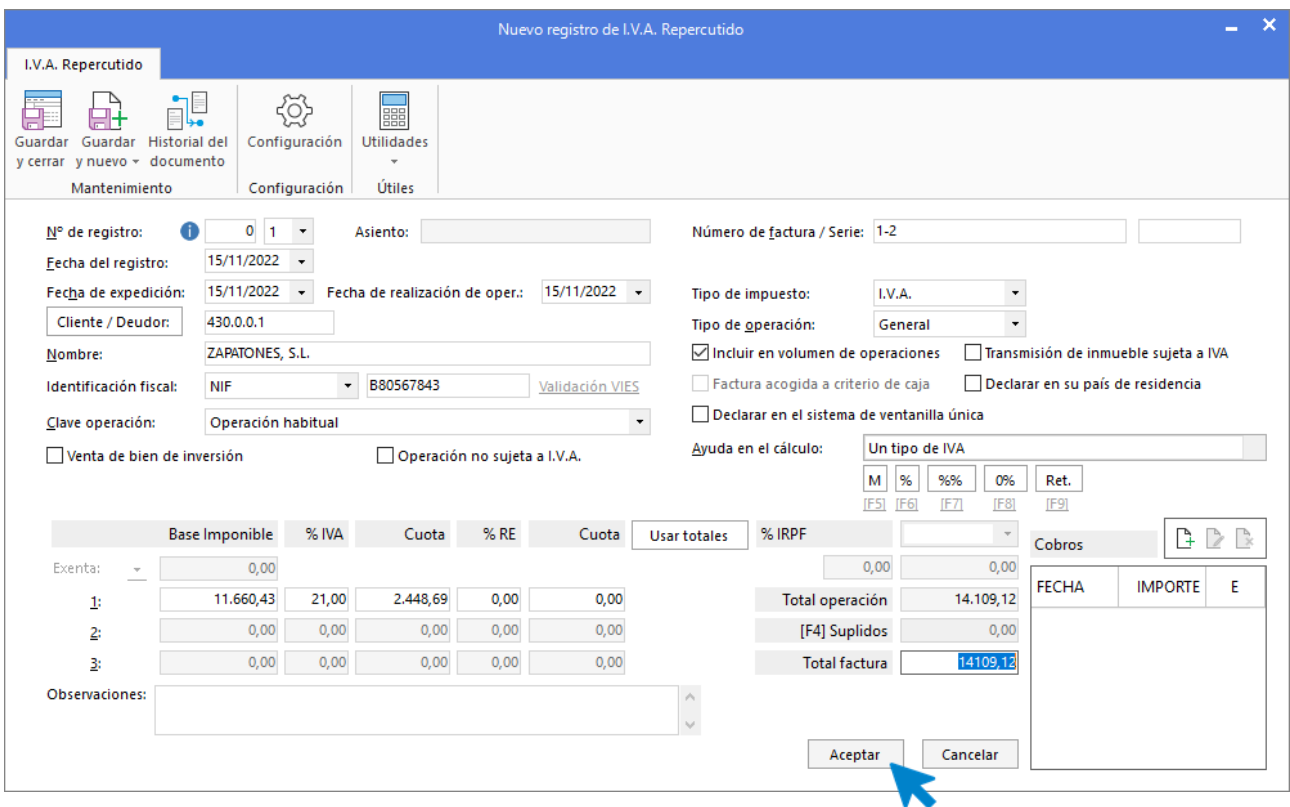 Nuevo registro de I.V.A. Repercutido
I.V.A. Repercutido
Guardar y cerrar
Guardar y nuevo
Historial del documento
Configuración
Utilidades
Mantenimiento
Configuración
Útiles
Nº de registro: 0 1 Asiento:
Número de factura / Serie: 1-2
Fecha del registro: 15/11/2022
Fecha de expedición: 15/11/2022 Fecha de realización de oper.: 15/11/2022
Tipo de impuesto: I.V.A.
Cliente / Deudor: 430.0.0.1
Tipo de operación: General
Nombre: ZAPATONES, S.L.
Incluir en volumen de operaciones Transmisión de inmueble sujeta a IVA
Identificación fiscal: NIF B80567843 Validación VIES
Factura acogida a criterio de caja Declarar en su país de residencia
Clave operación: Operación habitual
Declarar en el sistema de ventanilla única
Venta de bien de inversión Operación no sujeta a I.V.A.
Ayuda en el cálculo: Un tipo de IVA
M % %% 0% Ret.
[F5] [F6] [F7] [F8] [F9]
Base Imponible % IVA Cuota % RE Cuota Usar totales % IRPF
Cobros
Exenta: 0,00 0,00 0,00
FECHA IMPORTE E
1: 11.660,43 21,00 2.448,69 0,00 0,00 Total operación 14.109,12
2: 0,00 0,00 0,00 0,00 0,00 [F4] Suplidos 0,00
3: 0,00 0,00 0,00 0,00 0,00 Total factura 14109,12
Observaciones:
Aceptar Cancelar